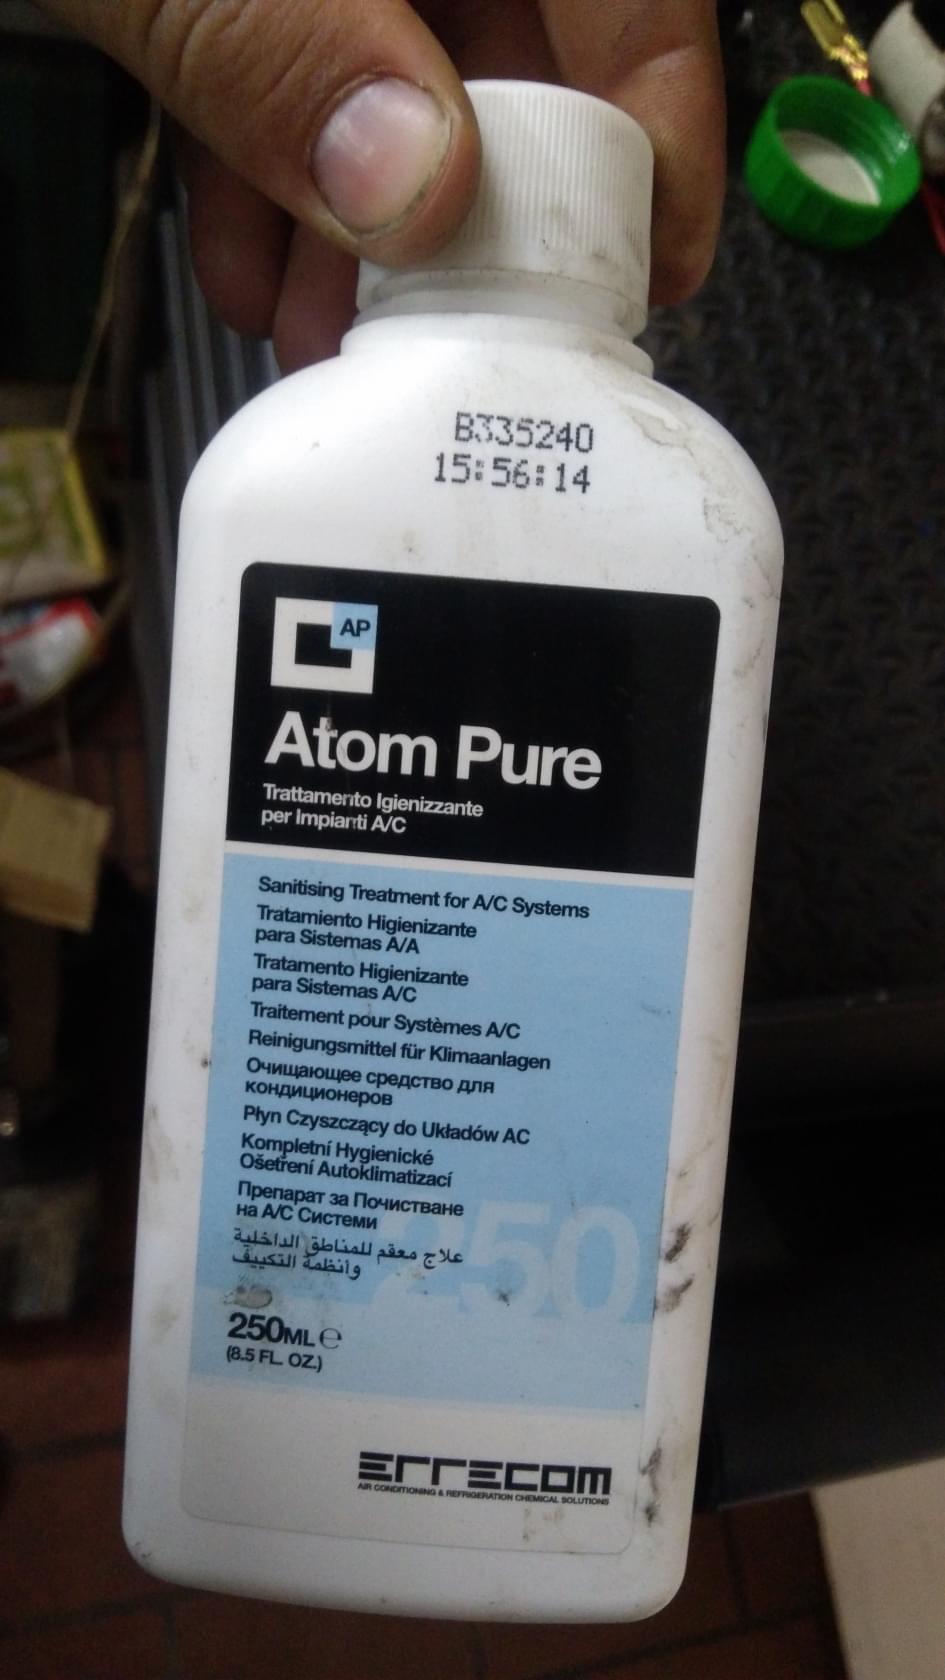 B335240
15:56:14
AP
Atom Pure
Trattamento Igienizzante
per Impianti A/C
Sanitising Treatment for A/C Systems
Tratamiento Higienizante
para Sistemas A/A
Tratamento Higienizante
para Sistemas A/C
Traitement pour Systèmes A/C
Reinigungsmittel für Klimaanlagen
Очищающее средство для
кондиционеров
Płyn Czyszczący do Układów AC
Kompletní Hygienické
Ošetření Autoklimatizací
Препарат за Почистване
на А/С Системи
علاج معقم للمناطق الداخلية
وأنظمة التكييف
250
250ML ℮
(8.5 FL. OZ.)
ERRECOM
AIR CONDITIONING & REFRIGERATION CHEMICAL SOLUTIONS